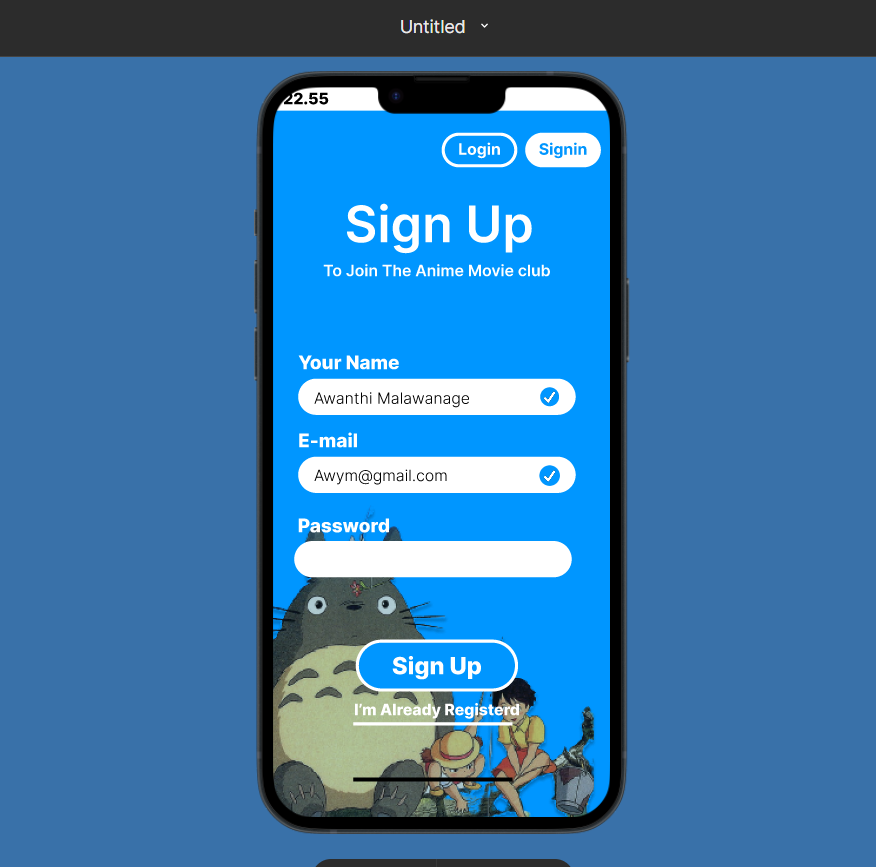 Untitled
22.55
Login
Signin
Sign Up
To Join The Anime Movie club
Your Name
Awanthi Malawanage
E-mail
Awym@gmail.com
Password
Sign Up
I'm Already Registerd